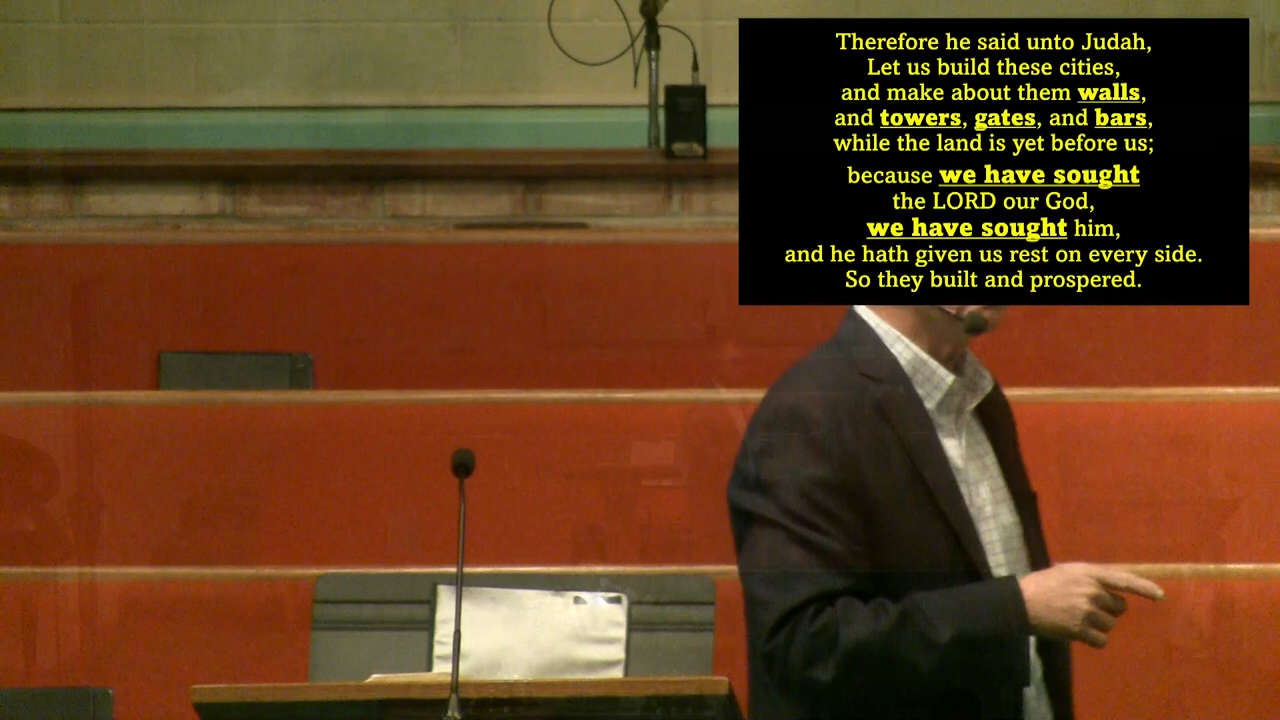 Therefore he said unto Judah,
Let us build these cities,
and make about them walls,
and towers, gates, and bars,
while the land is yet before us;
because we have sought
the LORD our God,
we have sought him,
and he hath given us rest on every side.
So they built and prospered.